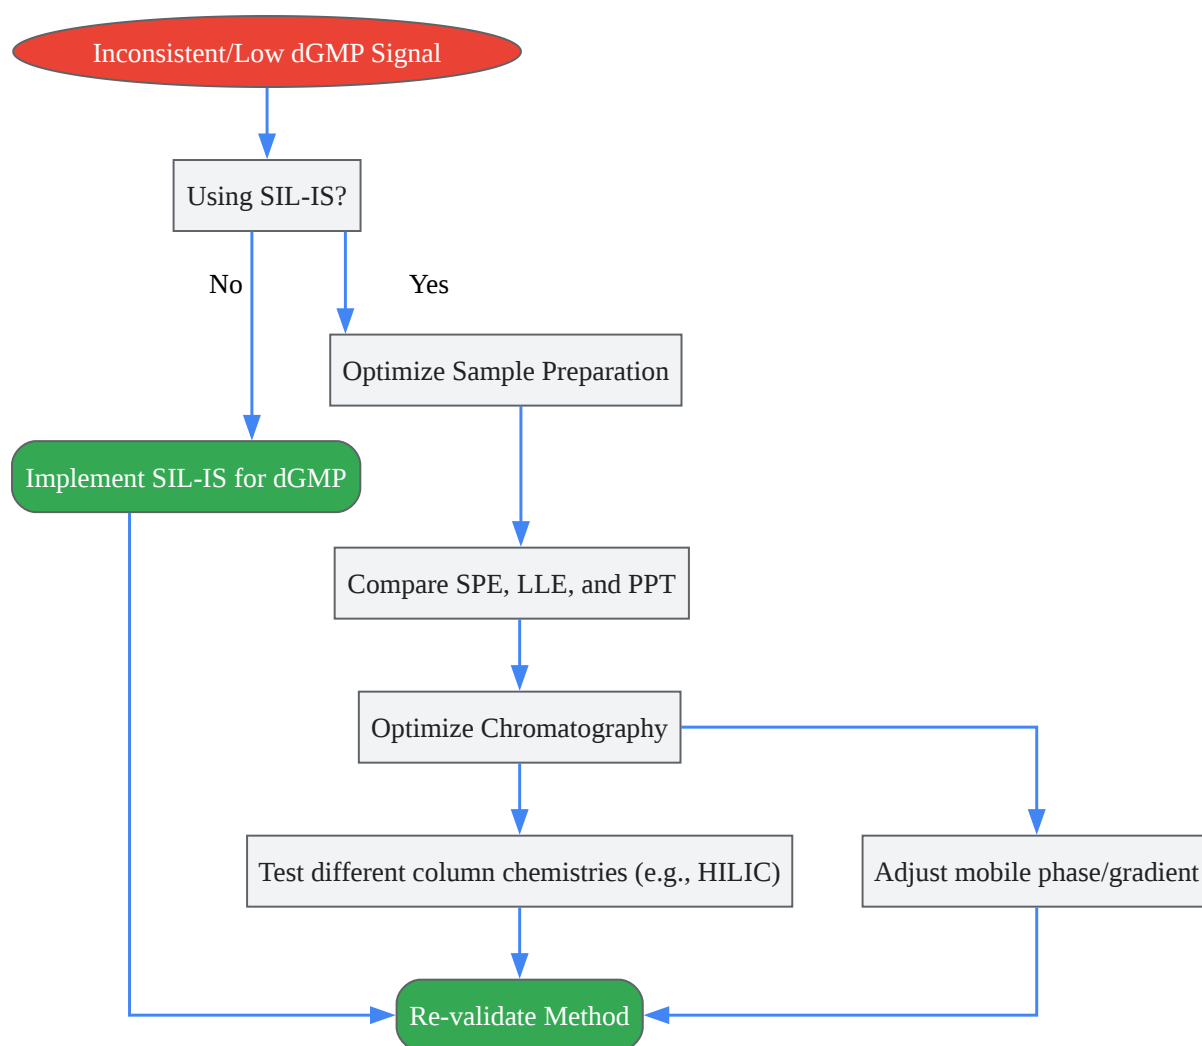 Inconsistent/Low dGMP Signal
Using SIL-IS?
No
Yes
Optimize Sample Preparation
Implement SIL-IS for dGMP
Compare SPE, LLE, and PPT
Optimize Chromatography
Test different column chemistries (e.g., HILIC)
Adjust mobile phase/gradient
Re-validate Method